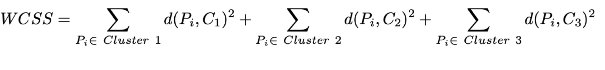 WCSS = ∑_{P_i ∈ Cluster 1} d(P_i, C_1)^2 + ∑_{P_i ∈ Cluster 2} d(P_i, C_2)^2 + ∑_{P_i ∈ Cluster 3} d(P_i, C_3)^2